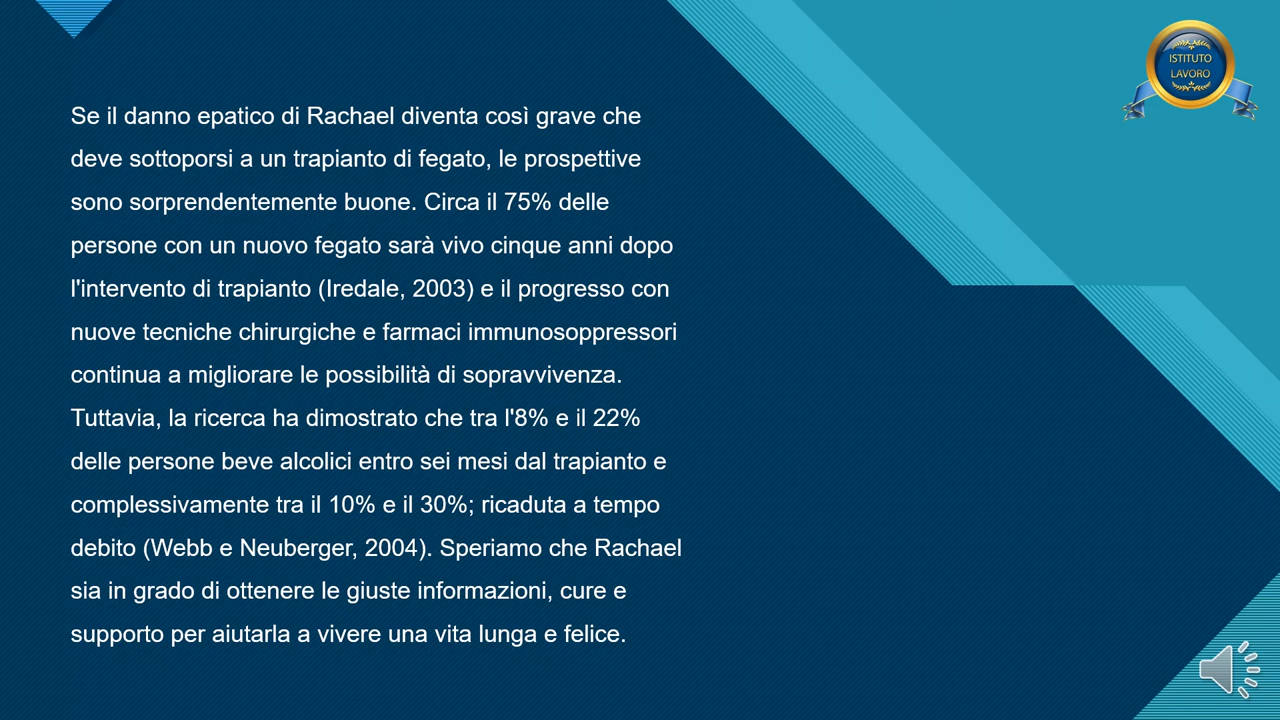 ISTITUTO
LAVORO
Se il danno epatico di Rachael diventa così grave che
deve sottoporsi a un trapianto di fegato, le prospettive
sono sorprendentemente buone. Circa il 75% delle
persone con un nuovo fegato sarà vivo cinque anni dopo
l'intervento di trapianto (Iredale, 2003) e il progresso con
nuove tecniche chirurgiche e farmaci immunosoppressori
continua a migliorare le possibilità di sopravvivenza.
Tuttavia, la ricerca ha dimostrato che tra l'8% e il 22%
delle persone beve alcolici entro sei mesi dal trapianto e
complessivamente tra il 10% e il 30%; ricaduta a tempo
debito (Webb e Neuberger, 2004). Speriamo che Rachael
sia in grado di ottenere le giuste informazioni, cure e
supporto per aiutarla a vivere una vita lunga e felice.